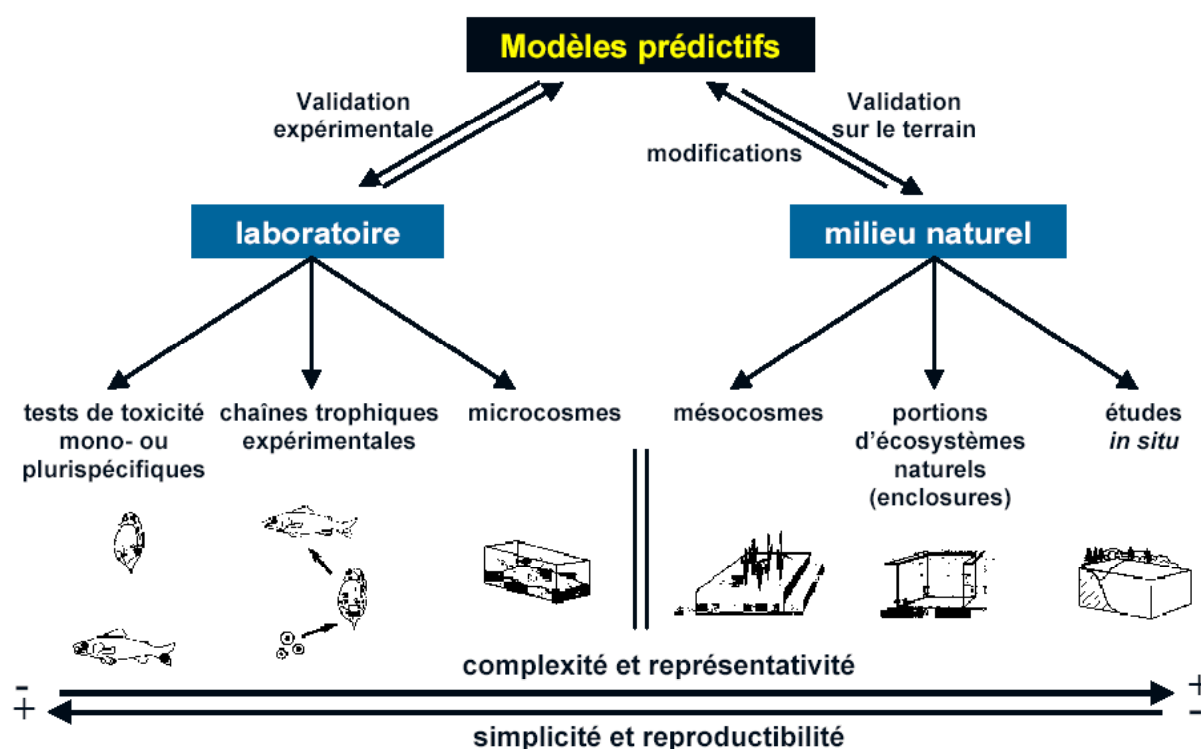 Modèles prédictifs
Validation
expérimentale
modifications
Validation
sur le terrain
laboratoire
milieu naturel
tests de toxicité
mono- ou
plurispécifiques
chaînes trophiques
expérimentales
microcosmes
mésocosmes
portions
d'écosystèmes
naturels
(enclosures)
études
in situ
complexité et représentativité
- +
+ -
simplicité et reproductibilité